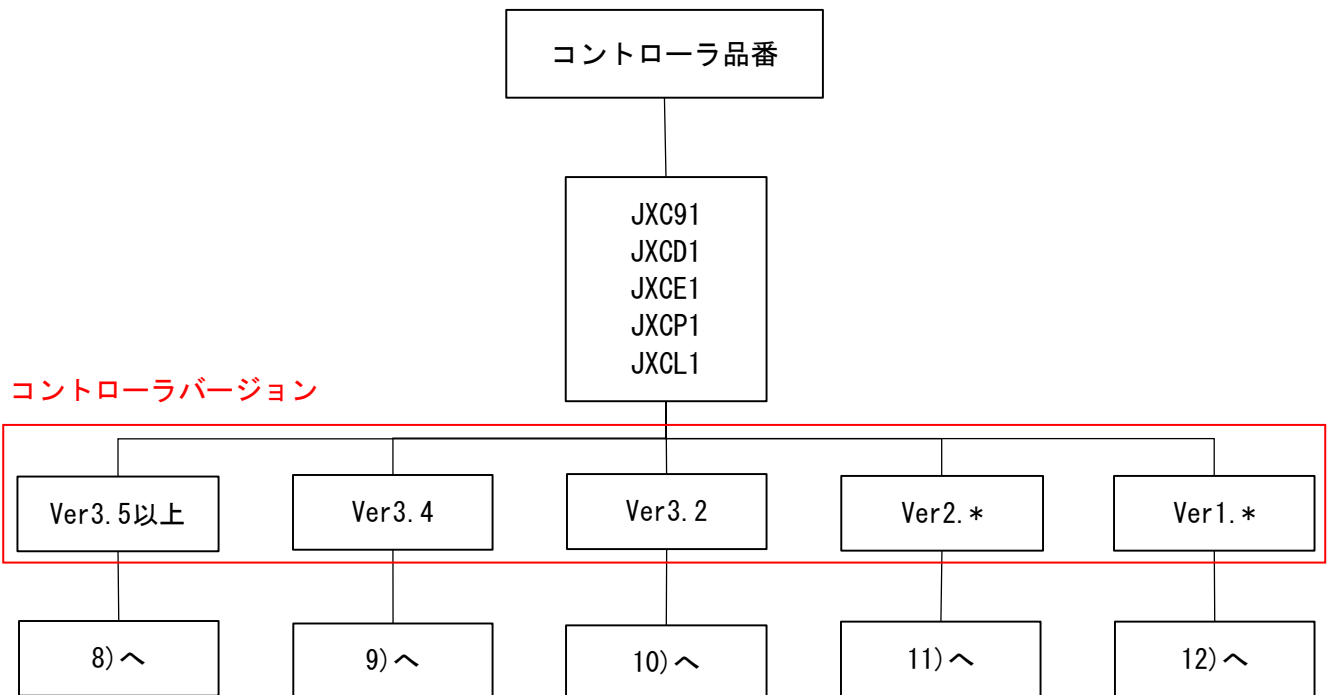 コントローラ品番
JXC91
JXCD1
JXCE1
JXCP1
JXCL1
コントローラバージョン
Ver3.5以上
Ver3.4
Ver3.2
Ver2.*
Ver1.*
8)へ
9)へ
10)へ
11)へ
12)へ